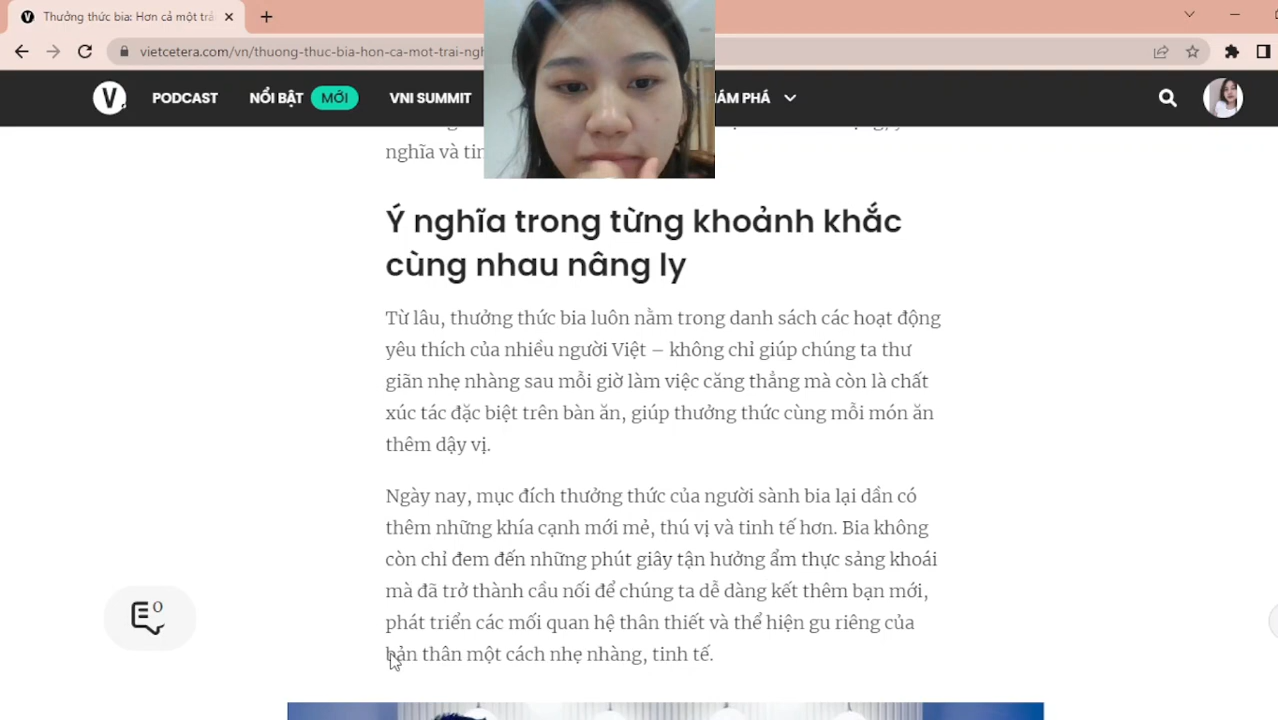 Thưởng thức bia: Hơn cả một trả
vietcetera.com/vn/thuong-thuc-bia-hon-ca-mot-trai-ngh
V.
PODCAST
NỔI BẬT
MỚI
VNI SUMMIT
HÁM PHÁ
nghĩa và
Ý nghĩa trong từng khoảnh khắc
cùng nhau nâng ly
Từ lâu, thưởng thức bia luôn nằm trong danh sách các hoạt động
yêu thích của nhiều người Việt – không chỉ giúp chúng ta thư
giãn nhẹ nhàng sau mỗi giờ làm việc căng thẳng mà còn là chất
xúc tác đặc biệt trên bàn ăn, giúp thưởng thức cùng mỗi món ăn
thêm dậy vị.
Ngày nay, mục đích thưởng thức của người sành bia lại dần có
thêm những khía cạnh mới mẻ, thú vị và tinh tế hơn. Bia không
còn chỉ đem đến những phút giây tận hưởng ẩm thực sảng khoái
mà đã trở thành cầu nối để chúng ta dễ dàng kết thêm bạn mới,
phát triển các mối quan hệ thân thiết và thể hiện gu riêng của
bản thân một cách nhẹ nhàng, tinh tế.
0